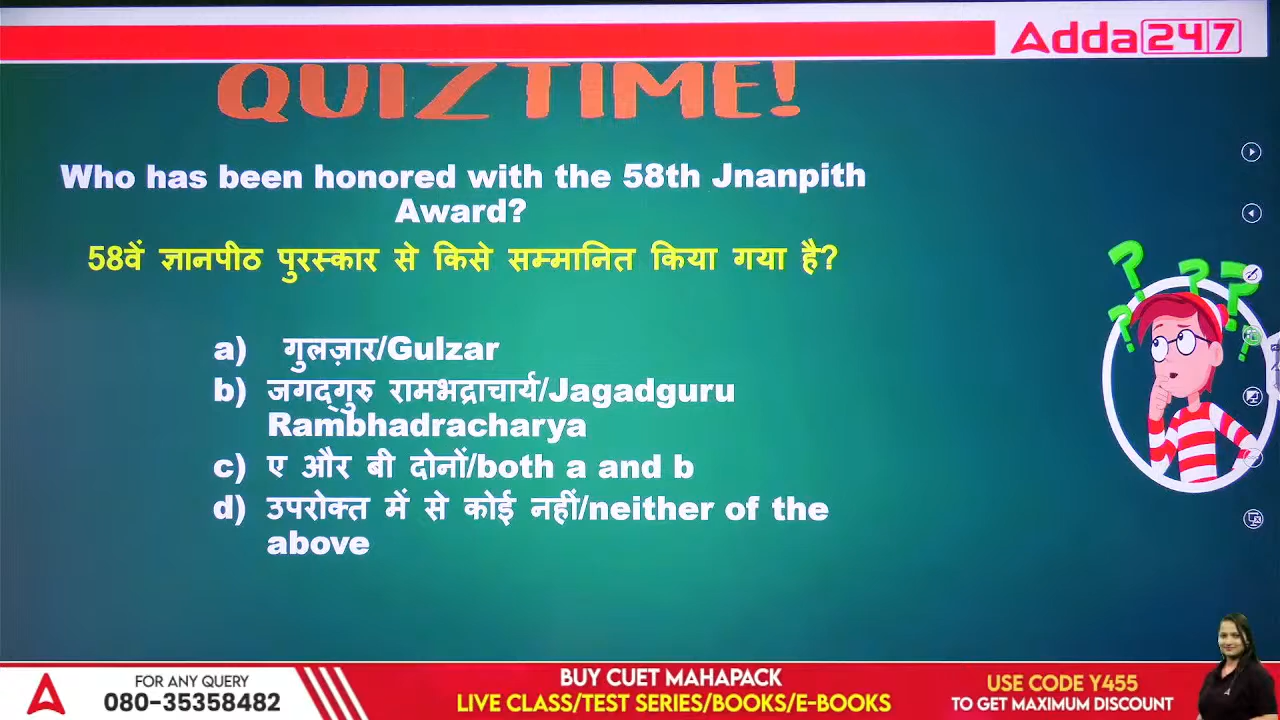 Adda247
QUIZ TIME!
Who has been honored with the 58th Jnanpith
Award?
58वें ज्ञानपीठ पुरस्कार से किसे सम्मानित किया गया है?
a) गुलज़ार/Gulzar
b) जगद्गुरु रामभद्राचार्य/Jagadguru
Rambhadracharya
c) ए और बी दोनों/both a and b
d) उपरोक्त में से कोई नहीं/neither of the
above
FOR ANY QUERY
080-35358482
BUY CUET MAHAPACK
LIVE CLASS/TEST SERIES/BOOKS/E-BOOKS
USE CODE Y455
TO GET MAXIMUM DISCOUNT